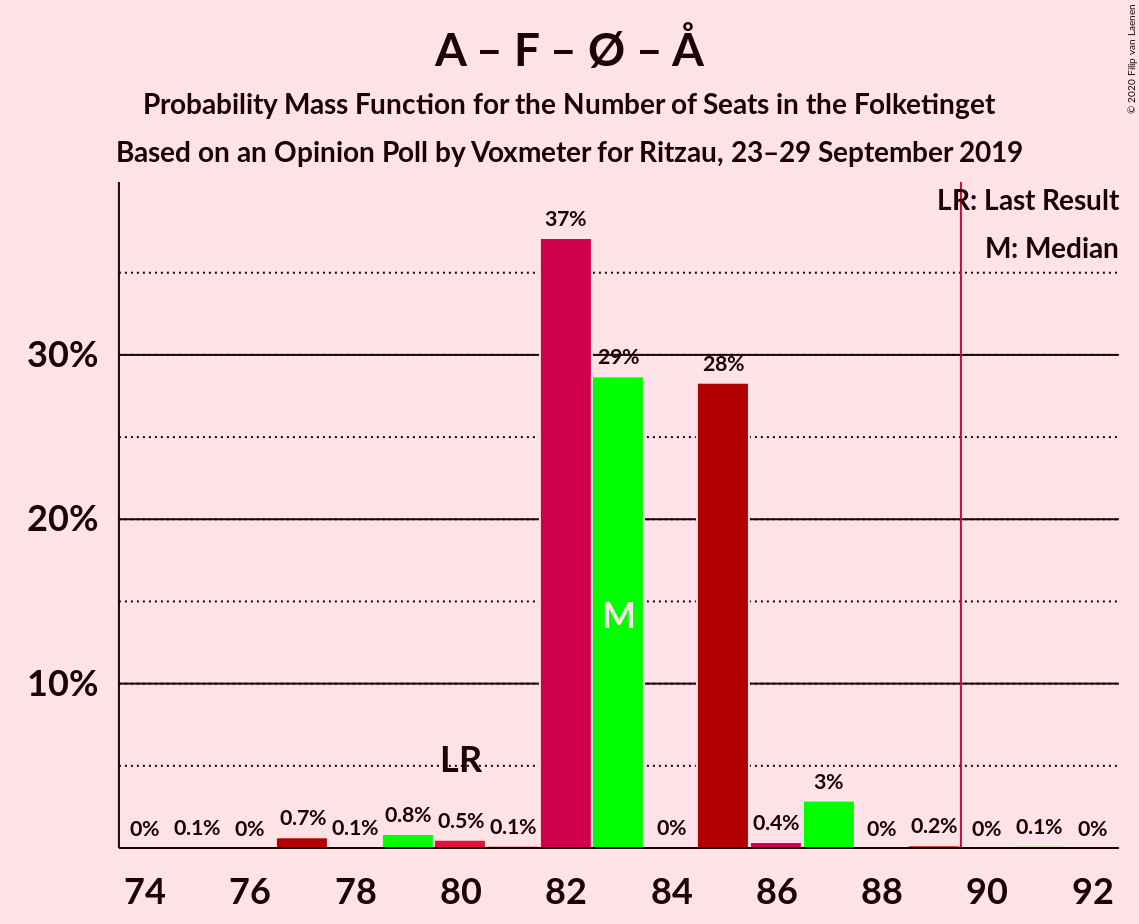 A – F – Ø – Å
Probability Mass Function for the Number of Seats in the Folketinget
Based on an Opinion Poll by Voxmeter for Ritzau, 23–29 September 2019
© 2020 Filip van Laenen
LR: Last Result
M: Median
30%
20%
10%
0%
0.1%
0%
0.7%
0.1%
0.8%
0.5%
0.1%
37%
29%
0%
28%
0.4%
3%
0%
0.2%
0%
0.1%
0%
LR
M
74 76 78 80 82 84 86 88 90 92